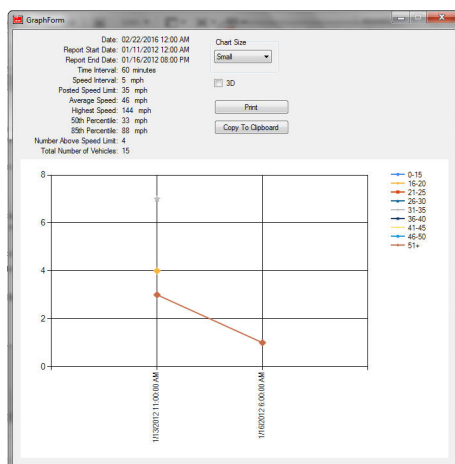 GraphForm
Date: 02/22/2016 12:00 AM
Report Start Date: 01/11/2012 12:00 AM
Report End Date: 01/16/2012 08:00 PM
Time Interval: 60 minutes
Speed Interval: 5 mph
Posted Speed Limit: 35 mph
Average Speed: 46 mph
Highest Speed: 144 mph
50th Percentile: 33 mph
85th Percentile: 88 mph
Number Above Speed Limit: 4
Total Number of Vehicles: 15
Chart Size
Small
3D
Print
Copy To Clipboard
8
6
4
2
0
1/13/2012 11:00:00 AM
1/16/2012 6:00:00 AM
0-15
16-20
21-25
26-30
31-35
36-40
41-45
46-50
51+